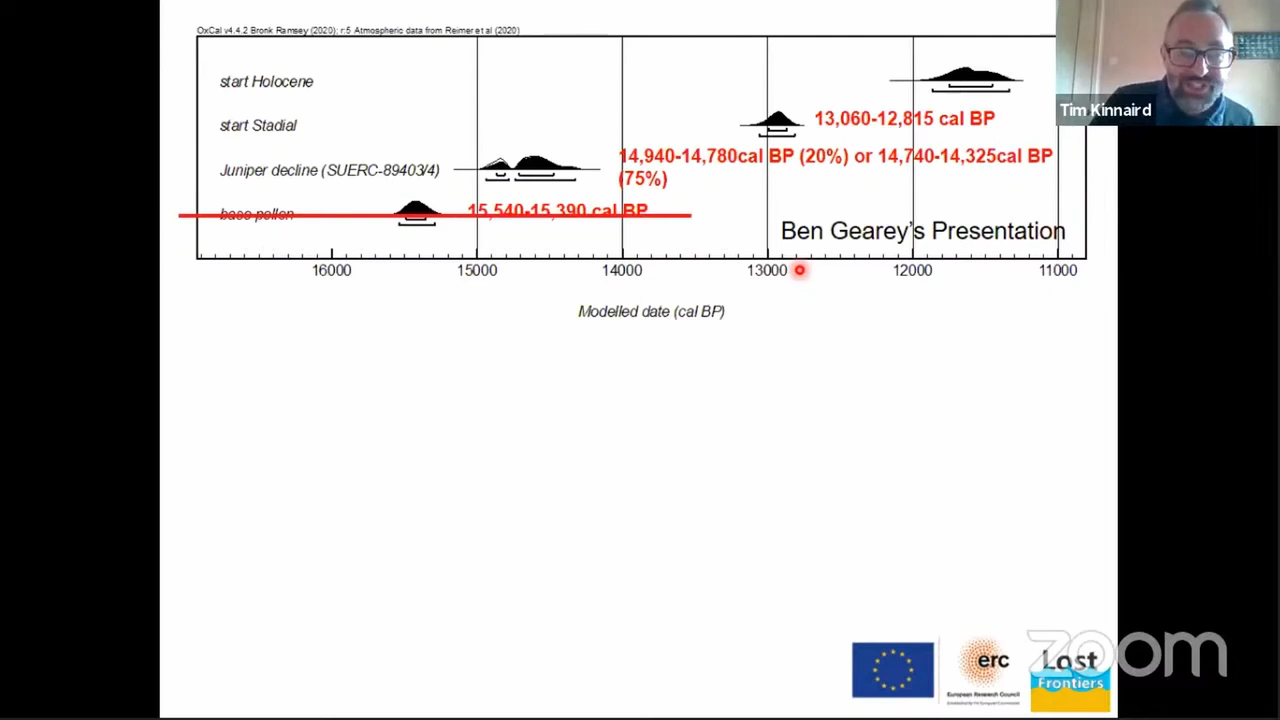 OxCal v4.4.2 Bronk Ramsey (2020); r:5 Atmospheric data from Reimer et al (2020)
start Holocene
Tim Kinnaird
start Stadial
13,060-12,815 cal BP
Juniper decline (SUERC-89403/4)
14,940-14,780cal BP (20%) or 14,740-14,325cal BP
(75%)
base pollen
15,540-15,390 cal BP
Ben Gearey's Presentation
16000 15000 14000 13000 12000 11000
Modelled date (cal BP)
erc
European Research Council
Lost
Frontiers
zoom